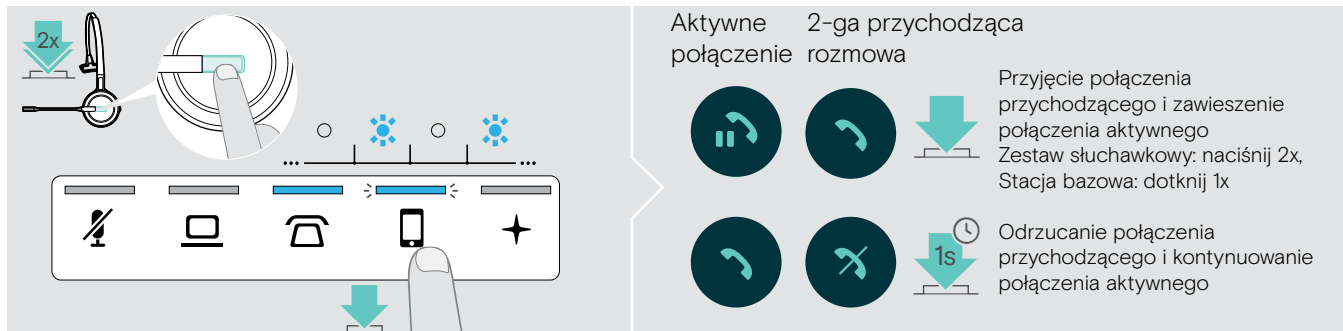 2x
Aktywne 2-ga przychodząca
połączenie rozmowa
Przyjęcie połączenia
przychodzącego i zawieszenie
połączenia aktywnego
Zestaw słuchawkowy: naciśnij 2x,
Stacja bazowa: dotknij 1x
1s
Odrzucanie połączenia
przychodzącego i kontynuowanie
połączenia aktywnego